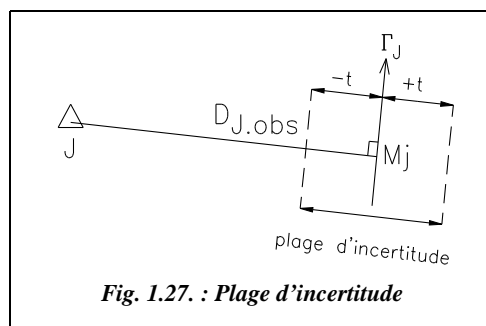 Γ_J
−t +t
D_J.obs
J
Mj
plage d'incertitude
Fig. 1.27. : Plage d'incertitude